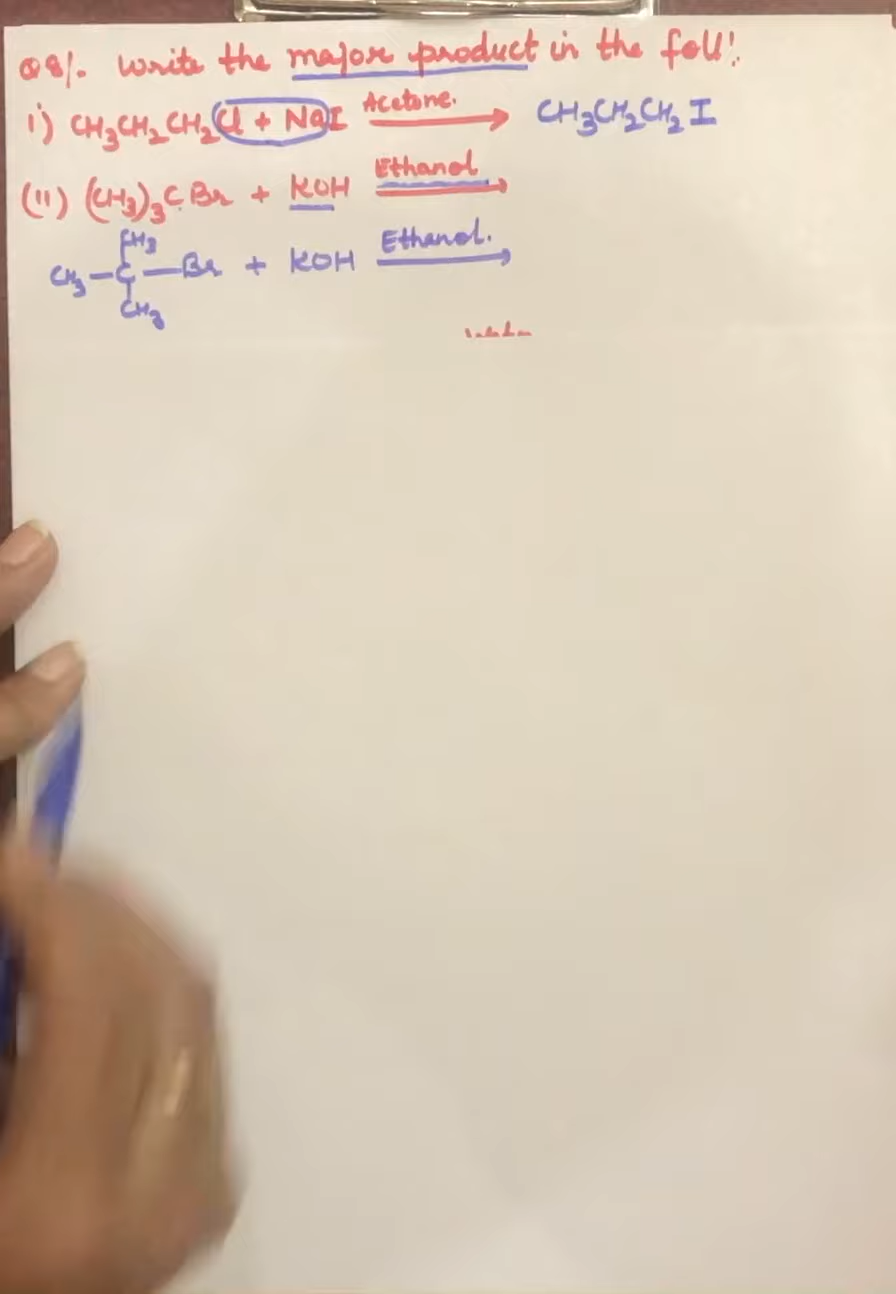 Q8/. Write the major product in the foll:
i) CH₃CH₂CH₂Cl + NaI Acetone. → CH₃CH₂CH₂I
(ii) (CH₃)₃CBr + KOH Ethanol →
CH₃
CH₃—C—Br + KOH Ethanol. →
CH₃